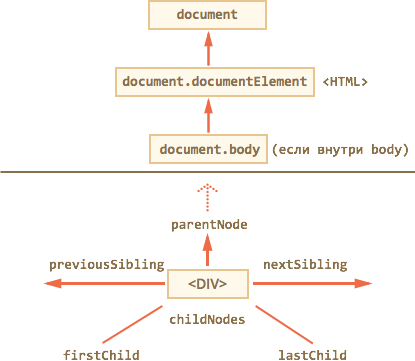 document
document.documentElement <HTML>
document.body (если внутри body)
parentNode
previousSibling nextSibling
<DIV>
childNodes
firstChild lastChild